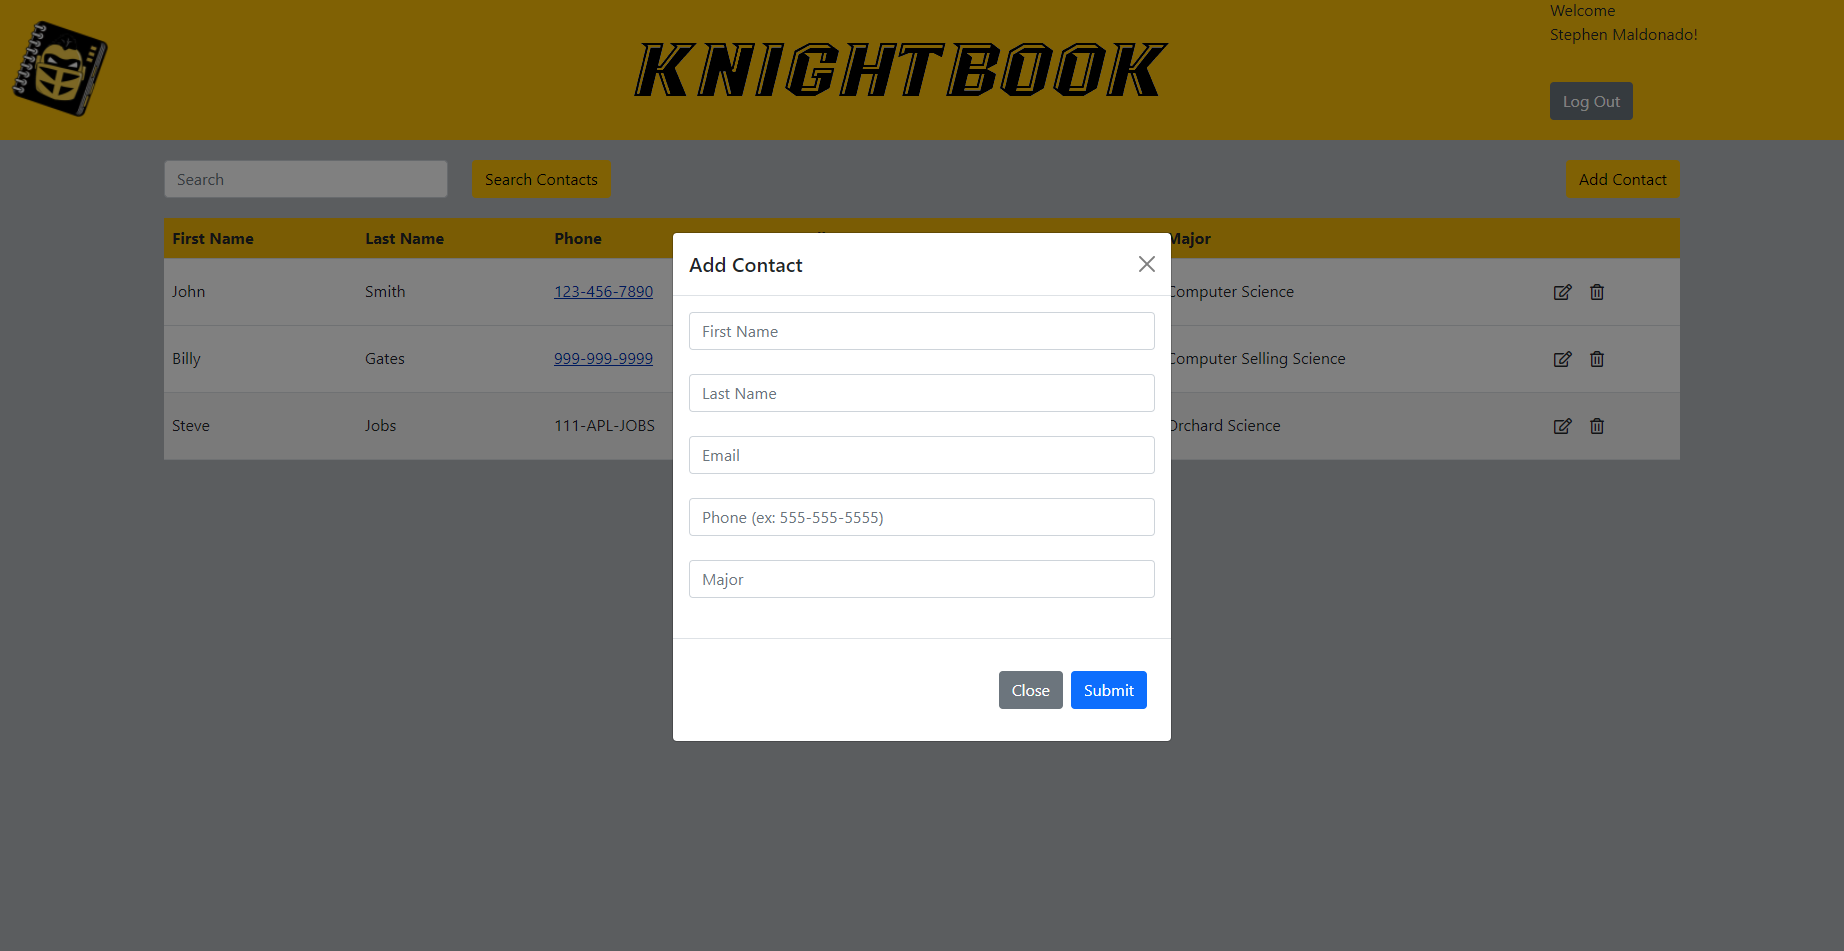 Welcome
Stephen Maldonado!
KNIGHTBOOK
Log Out
Search
Search Contacts
Add Contact
First Name Last Name Phone Major
John Smith 123-456-7890 Computer Science
Billy Gates 999-999-9999 Computer Selling Science
Steve Jobs 111-APL-JOBS Orchard Science
Add Contact
First Name
Last Name
Email
Phone (ex: 555-555-5555)
Major
Close Submit